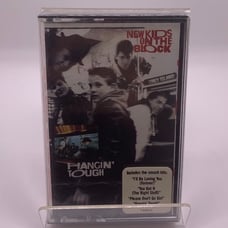 NEW KIDS
ON THE
BLOCK
HANGIN'
TOUGH
Includes the smash hits,
"I'll Be Loving You
(Forever)"
"You Got It
(The Right Stuff)"
"Please Don't Go Girl"